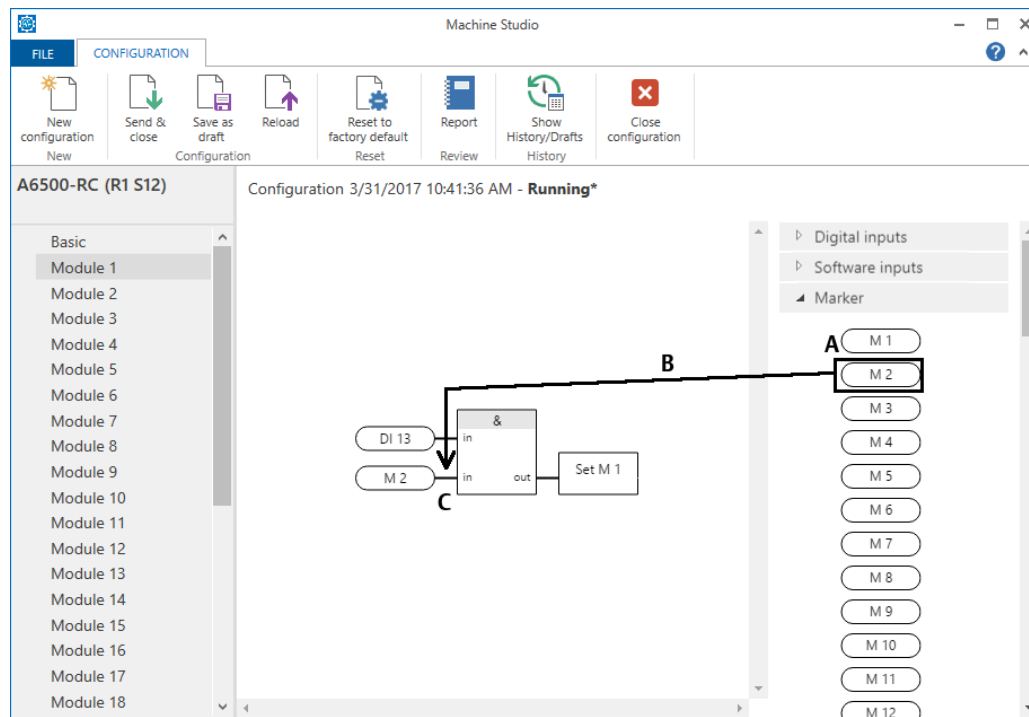 Machine Studio
FILE
CONFIGURATION
New
configuration
Send &
close
Save as
draft
Reload
Reset to
factory default
Report
Show
History/Drafts
Close
configuration
New
Configuration
Reset
Review
History
A6500-RC (R1 S12)
Configuration 3/31/2017 10:41:36 AM - Running*
Basic
Module 1
Module 2
Module 3
Module 4
Module 5
Module 6
Module 7
Module 8
Module 9
Module 10
Module 11
Module 12
Module 13
Module 14
Module 15
Module 16
Module 17
Module 18
B
&
DI 13
in
M 2
in
out
Set M 1
C
Digital inputs
Software inputs
Marker
A
M 1
M 2
M 3
M 4
M 5
M 6
M 7
M 8
M 9
M 10
M 11
M 12